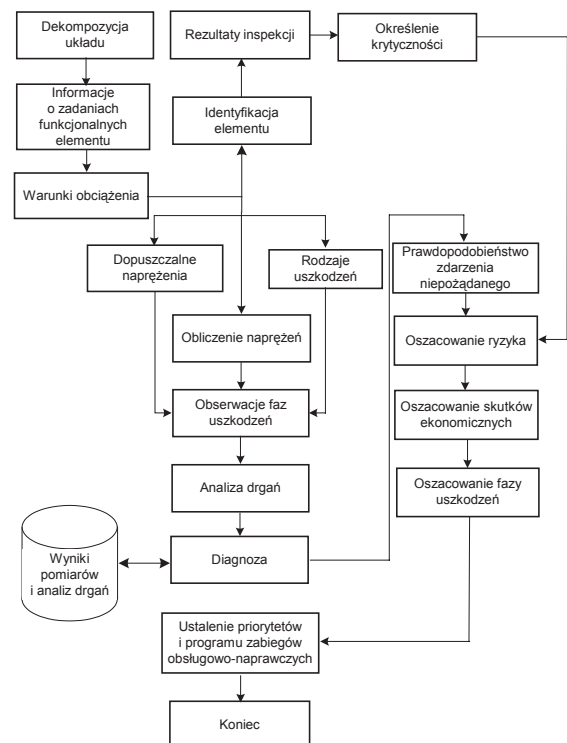 Dekompozycja
układu
Rezultaty inspekcji
Określenie
krytyczności
Informacje
o zadaniach
funkcjonalnych
elementu
Identyfikacja
elementu
Warunki obciążenia
Dopuszczalne
naprężenia
Rodzaje
uszkodzeń
Prawdopodobieństwo
zdarzenia
niepożądanego
Obliczenie naprężeń
Oszacowanie ryzyka
Obserwacje faz
uszkodzeń
Oszacowanie skutków
ekonomicznych
Analiza drgań
Oszacowanie fazy
uszkodzeń
Wyniki
pomiarów
i analiz drgań
Diagnoza
Ustalenie priorytetów
i programu zabiegów
obsługowo-naprawczych
Koniec